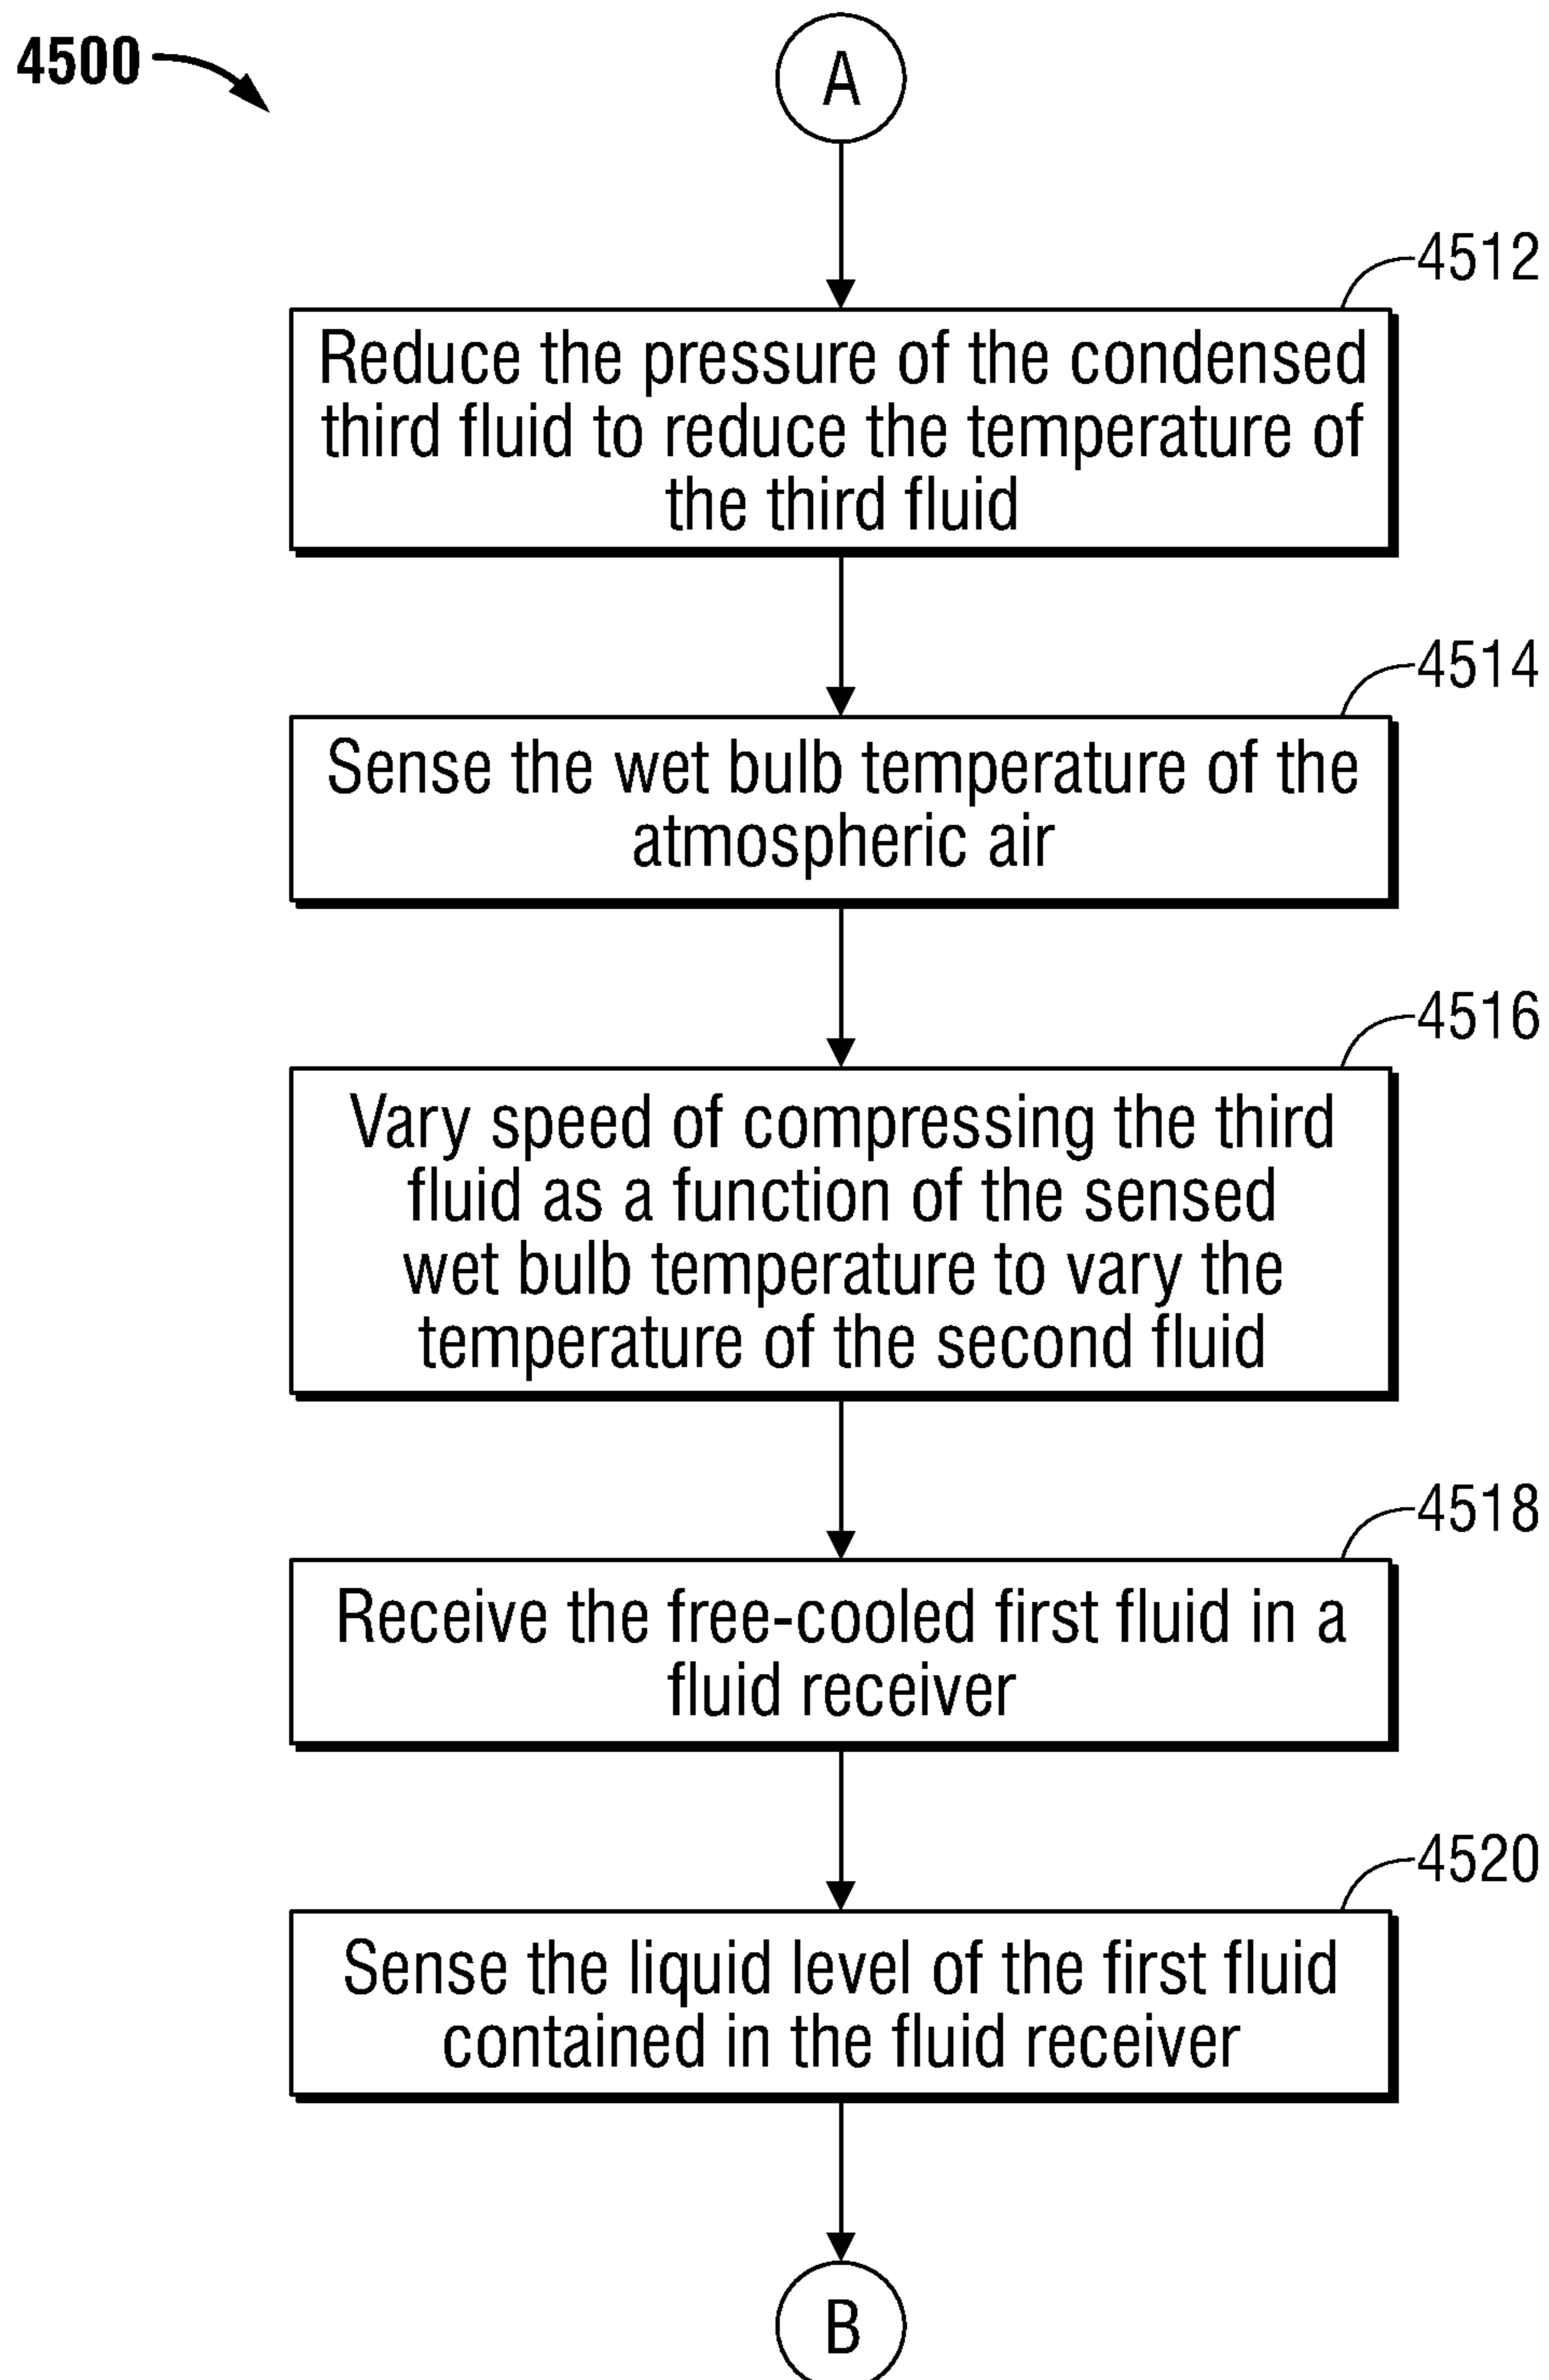 4500
A
4512
Reduce the pressure of the condensed
third fluid to reduce the temperature of
the third fluid
4514
Sense the wet bulb temperature of the
atmospheric air
4516
Vary speed of compressing the third
fluid as a function of the sensed
wet bulb temperature to vary the
temperature of the second fluid
4518
Receive the free-cooled first fluid in a
fluid receiver
4520
Sense the liquid level of the first fluid
contained in the fluid receiver
B